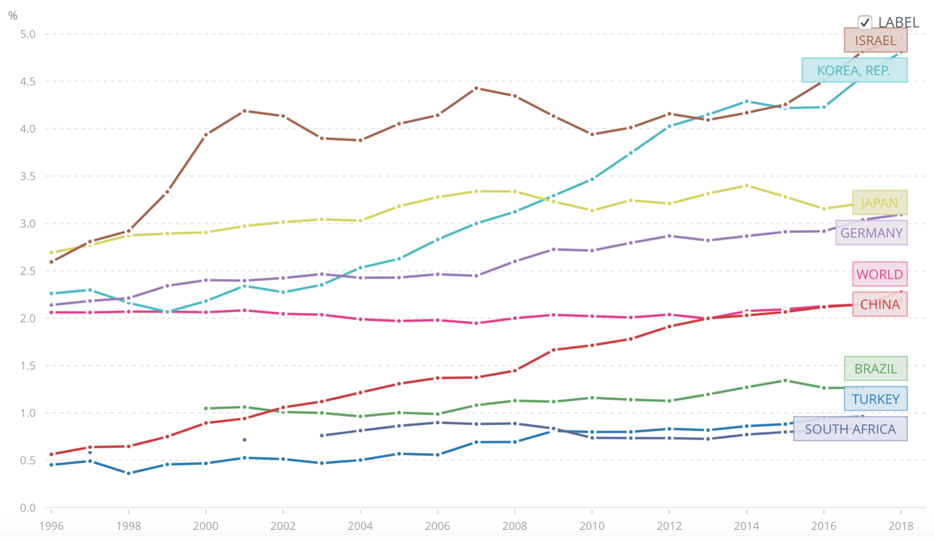 %
LABEL
5.0
ISRAEL
KOREA, REP.
4.5
4.0
3.5
3.0
JAPAN
GERMANY
2.5
WORLD
CHINA
2.0
1.5
BRAZIL
TURKEY
1.0
SOUTH AFRICA
0.5
0.0
1996 1998 2000 2002 2004 2006 2008 2010 2012 2014 2016 2018